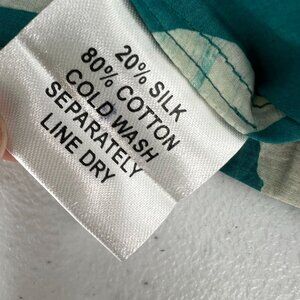 20% SILK
80% COTTON
COLD WASH
SEPARATELY
LINE DRY